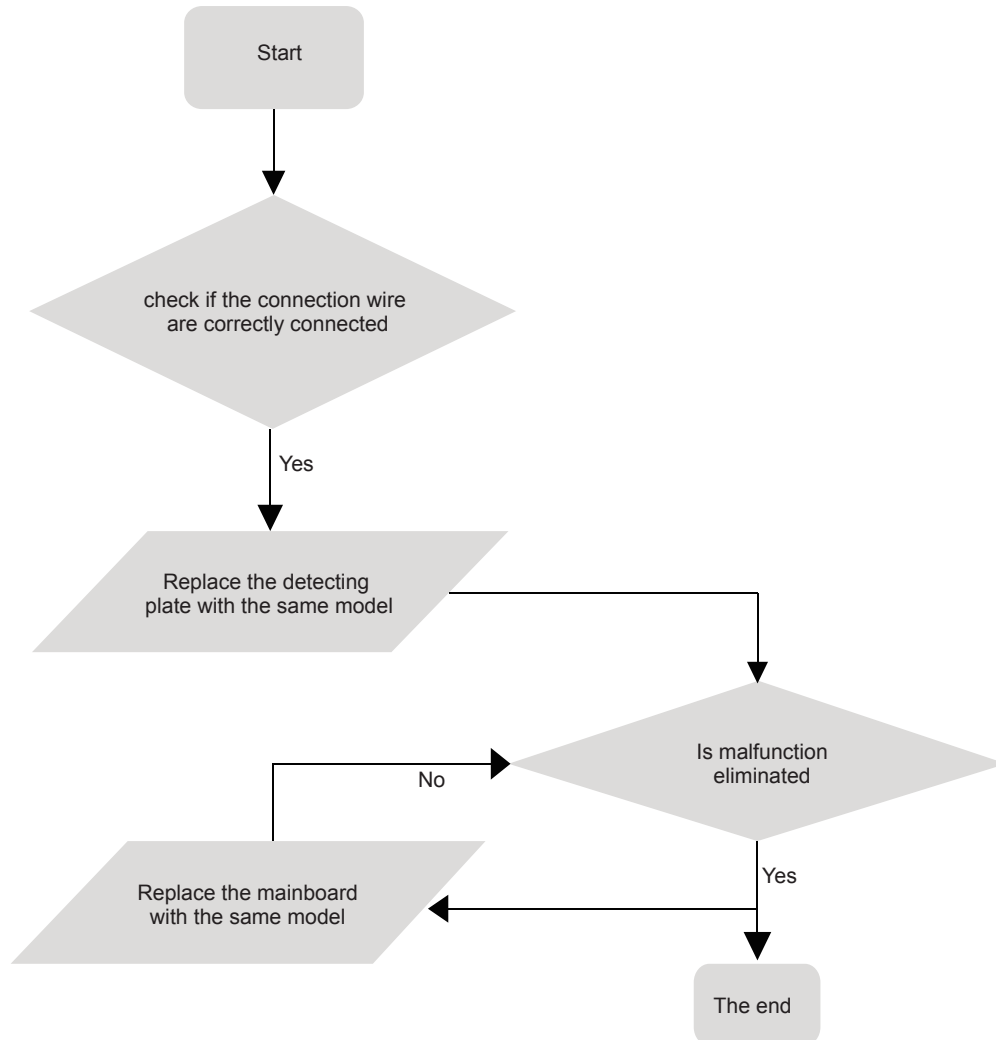 Start
check if the connection wire
are correctly connected
Yes
Replace the detecting
plate with the same model
Is malfunction
eliminated
No
Yes
Replace the mainboard
with the same model
The end